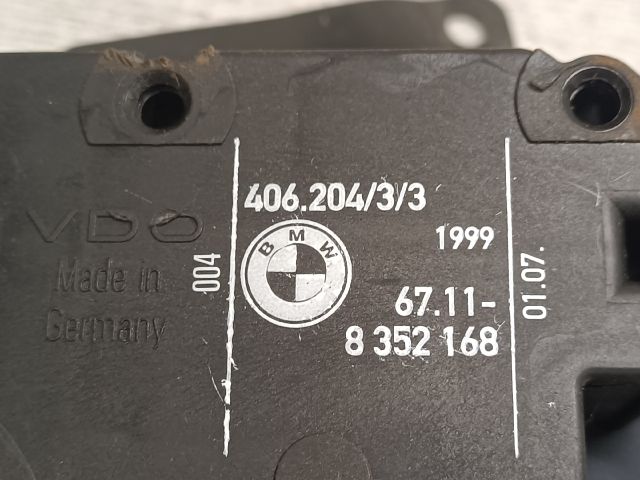 406.204/3/3
BMW
1999
67.11-
8 352 168
004
01.07.
VDO
Made in
Germany